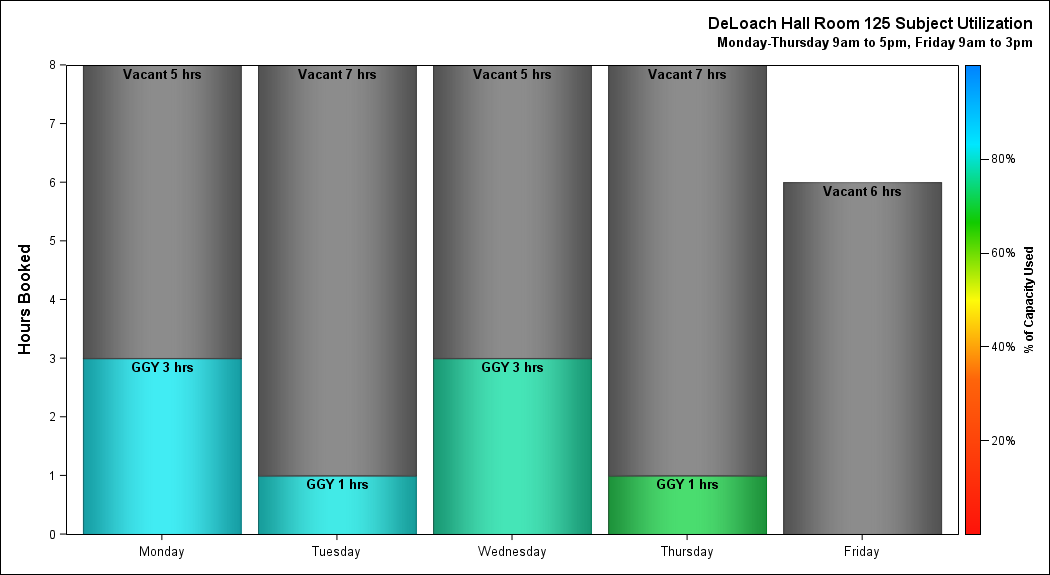 DeLoach Hall Room 125 Subject Utilization
Monday-Thursday 9am to 5pm, Friday 9am to 3pm
Hours Booked
8
7
6
5
4
3
2
1
0
Vacant 5 hrs
Vacant 7 hrs
Vacant 5 hrs
Vacant 7 hrs
Vacant 6 hrs
GGY 3 hrs
GGY 1 hrs
GGY 3 hrs
GGY 1 hrs
Monday
Tuesday
Wednesday
Thursday
Friday
80%
60%
40%
20%
% of Capacity Used